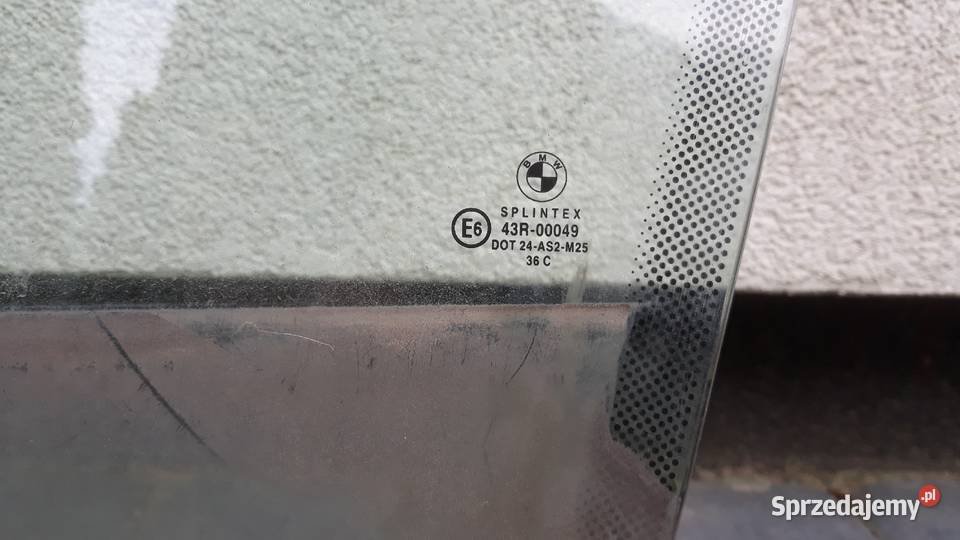 BMW
SPLINTEX
E6 43R-00049
DOT 24-AS2-M25
36 C
Sprzedajemy.pl